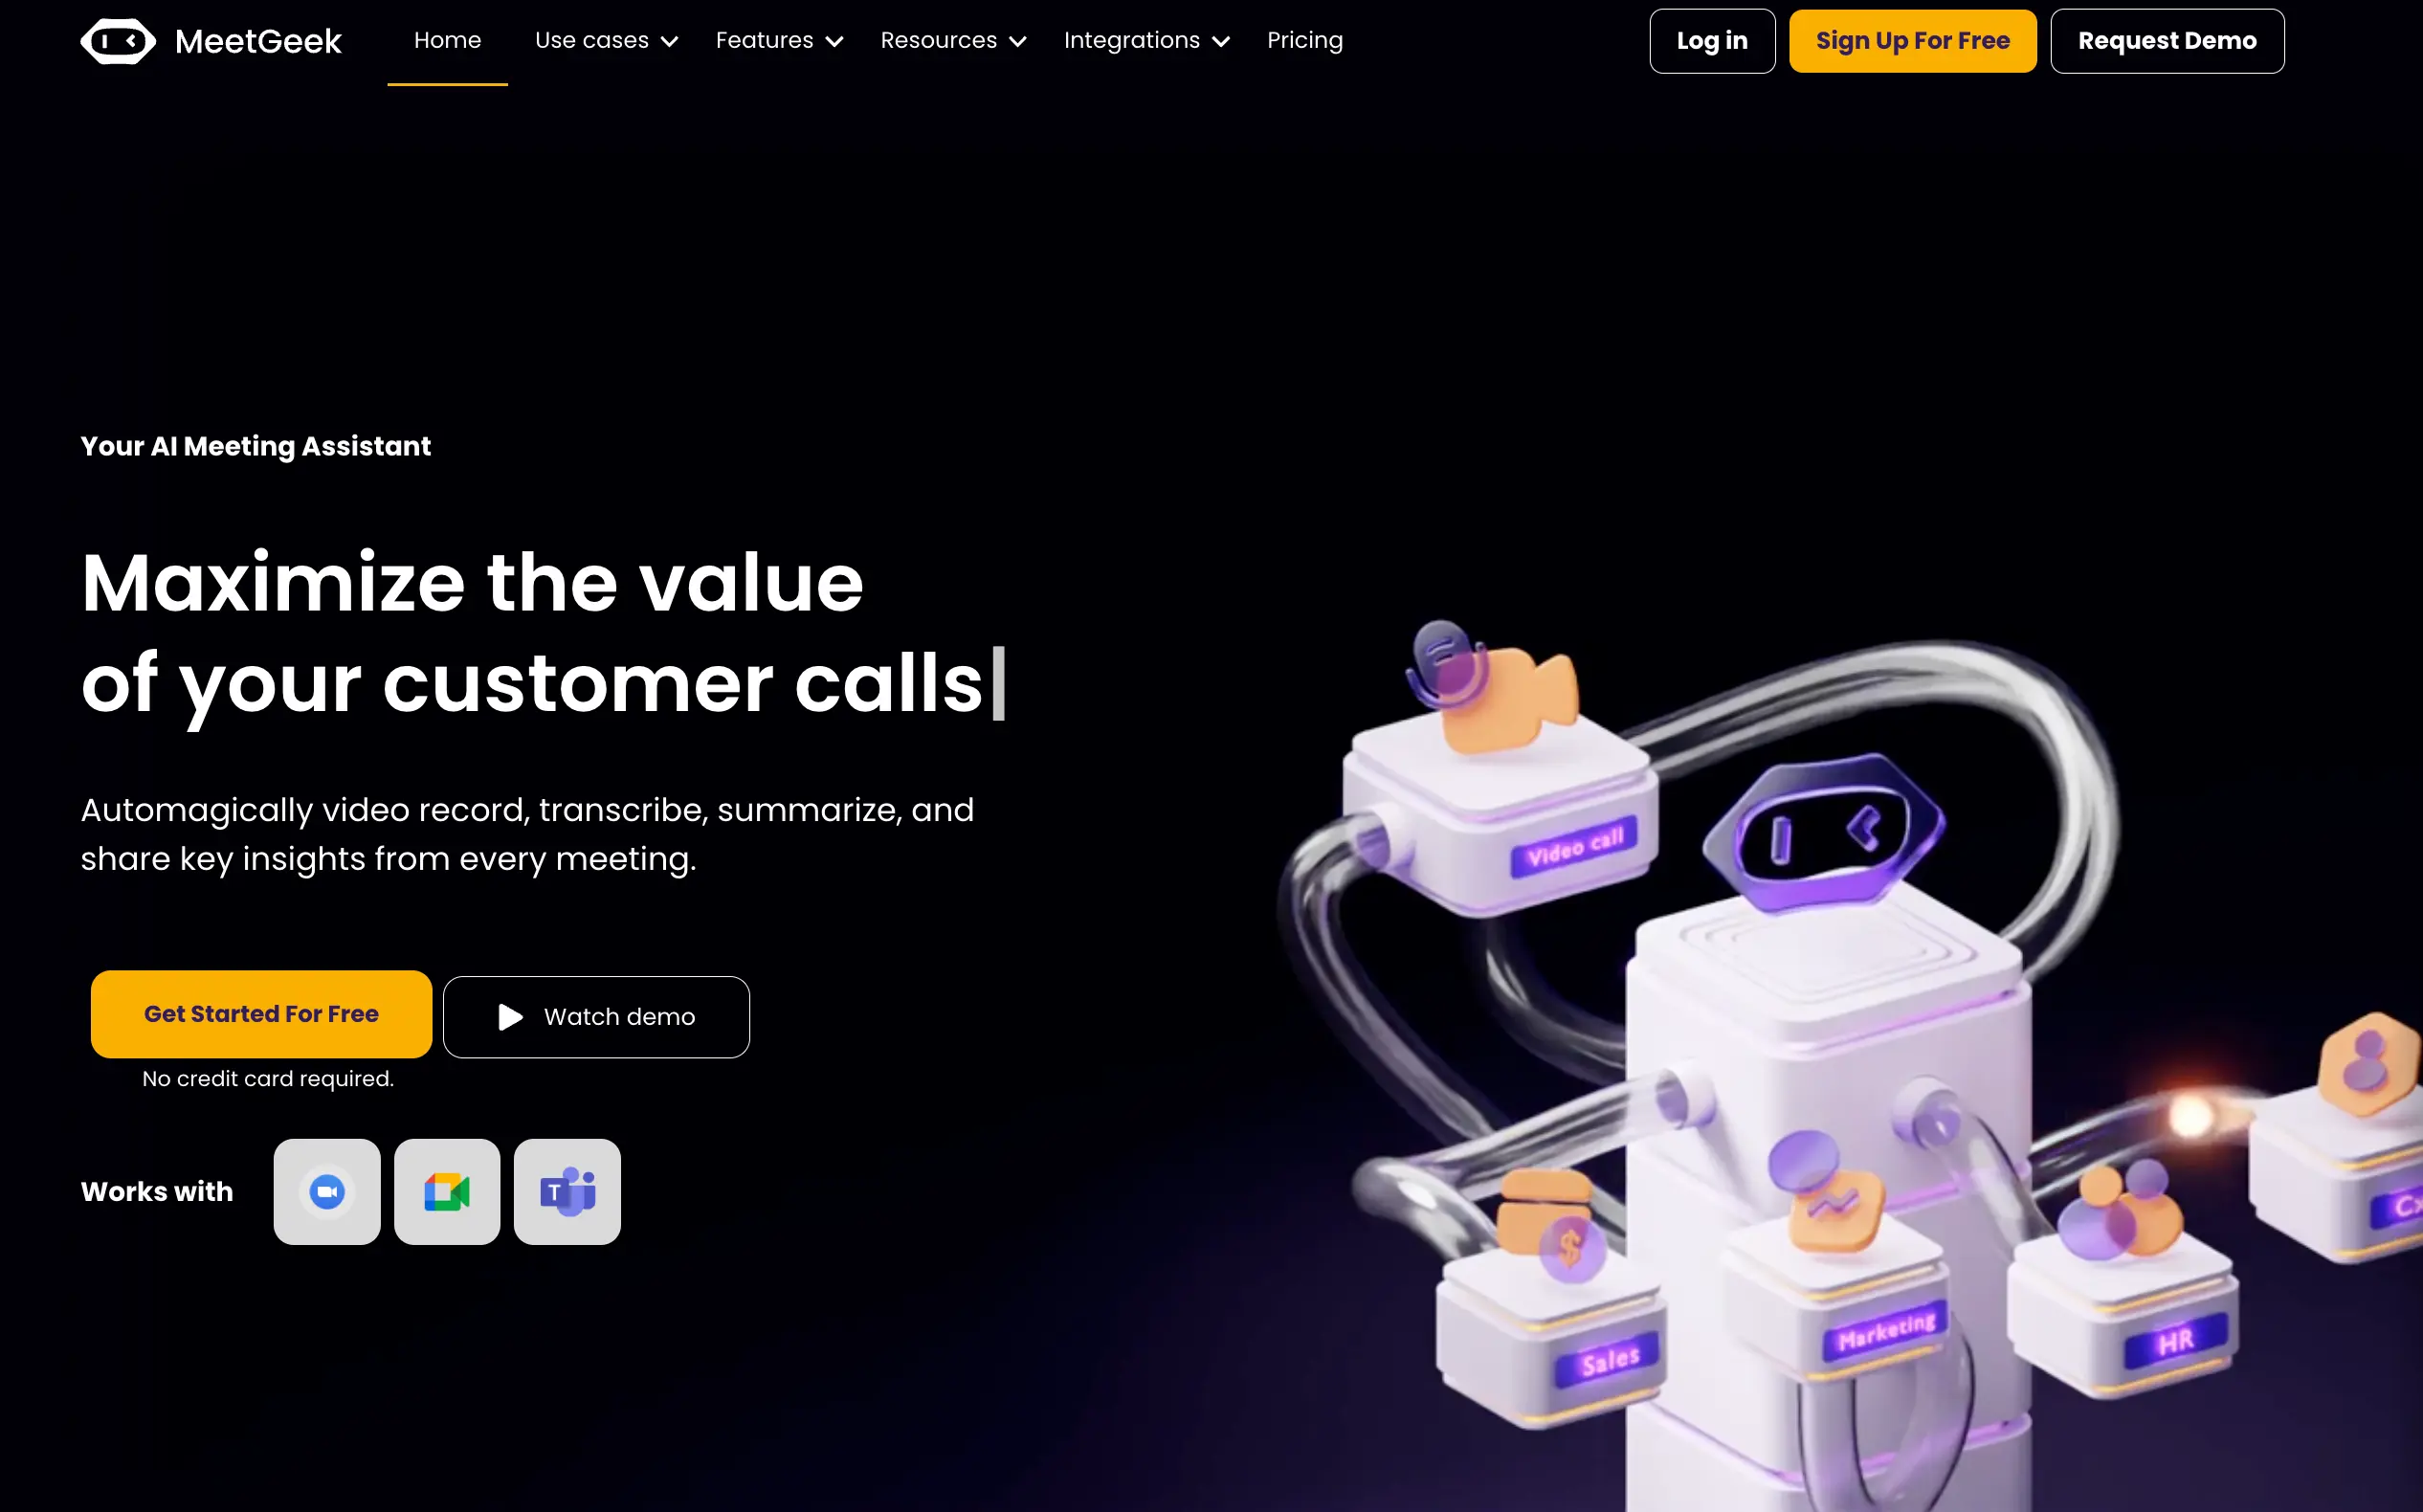 MeetGeek
Home
Use cases
Features
Resources
Integrations
Pricing
Log in
Sign Up For Free
Request Demo
Your AI Meeting Assistant
Maximize the value
of your customer calls
Automagically video record, transcribe, summarize, and
share key insights from every meeting.
Get Started For Free
Watch demo
No credit card required.
Works with
T
Video call
$
Sales
Marketing
HR